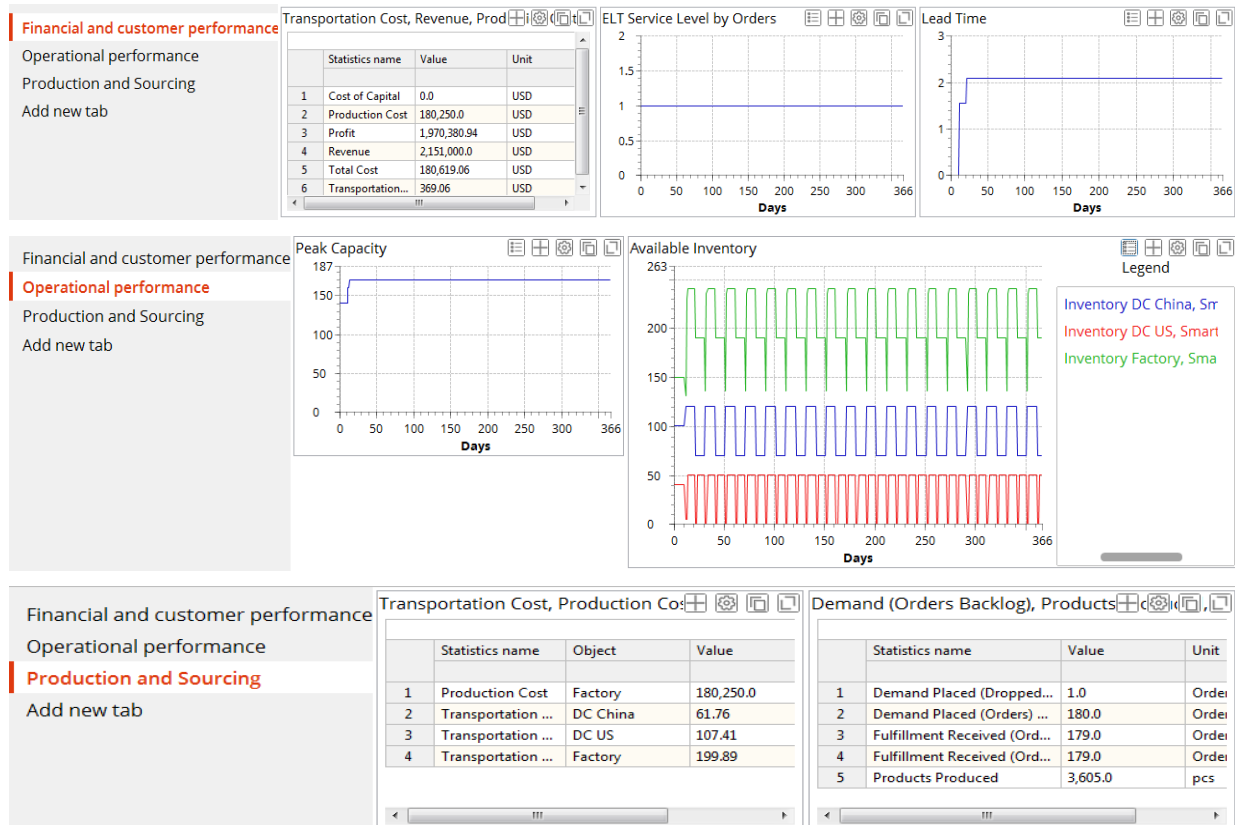 Financial and customer performance
Operational performance
Production and Sourcing
Add new tab
Transportation Cost, Revenue, Prod
Statistics name Value Unit
1 Cost of Capital 0.0 USD
2 Production Cost 180,250.0 USD
3 Profit 1,970,380.94 USD
4 Revenue 2,151,000.0 USD
5 Total Cost 180,619.06 USD
6 Transportation... 369.06 USD
ELT Service Level by Orders
2
1.5
1
0.5
0
0 50 100 150 200 250 300 366
Days
Lead Time
3
2
1
0
0 50 100 150 200 250 300 366
Days
Financial and customer performance
Operational performance
Production and Sourcing
Add new tab
Peak Capacity
187
150
100
50
0
0 50 100 150 200 250 300 366
Days
Available Inventory
263
200
150
100
50
0
0 50 100 150 200 250 300 366
Days
Legend
Inventory DC China, Sm
Inventory DC US, Smart
Inventory Factory, Sma
Financial and customer performance
Operational performance
Production and Sourcing
Add new tab
Transportation Cost, Production Cos
Statistics name Object Value
1 Production Cost Factory 180,250.0
2 Transportation ... DC China 61.76
3 Transportation ... DC US 107.41
4 Transportation ... Factory 199.89
Demand (Orders Backlog), Products
Statistics name Value Unit
1 Demand Placed (Dropped... 1.0 Order
2 Demand Placed (Orders) ... 180.0 Order
3 Fulfillment Received (Ord... 179.0 Order
4 Fulfillment Received (Ord... 179.0 Order
5 Products Produced 3,605.0 pcs